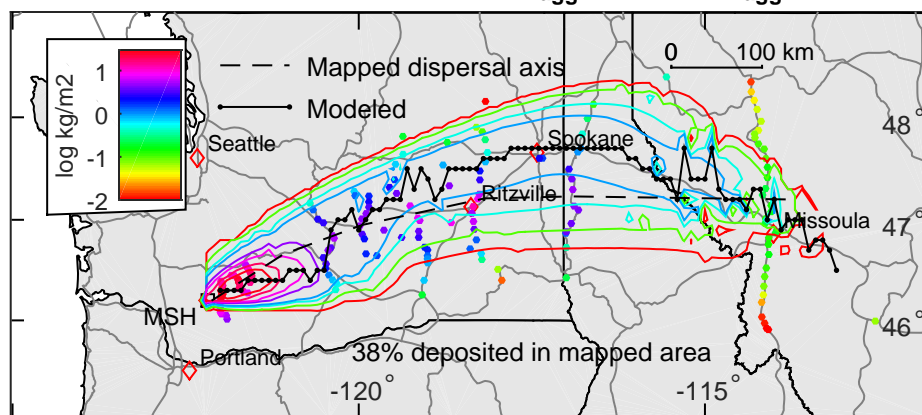 0 100 km
Mapped dispersal axis
Modeled
log kg/m2
1
0
-1
-2
48°
Seattle
Spokane
Ritzville
47°
Missoula
MSH
46°
Portland
38% deposited in mapped area
-120° -115°